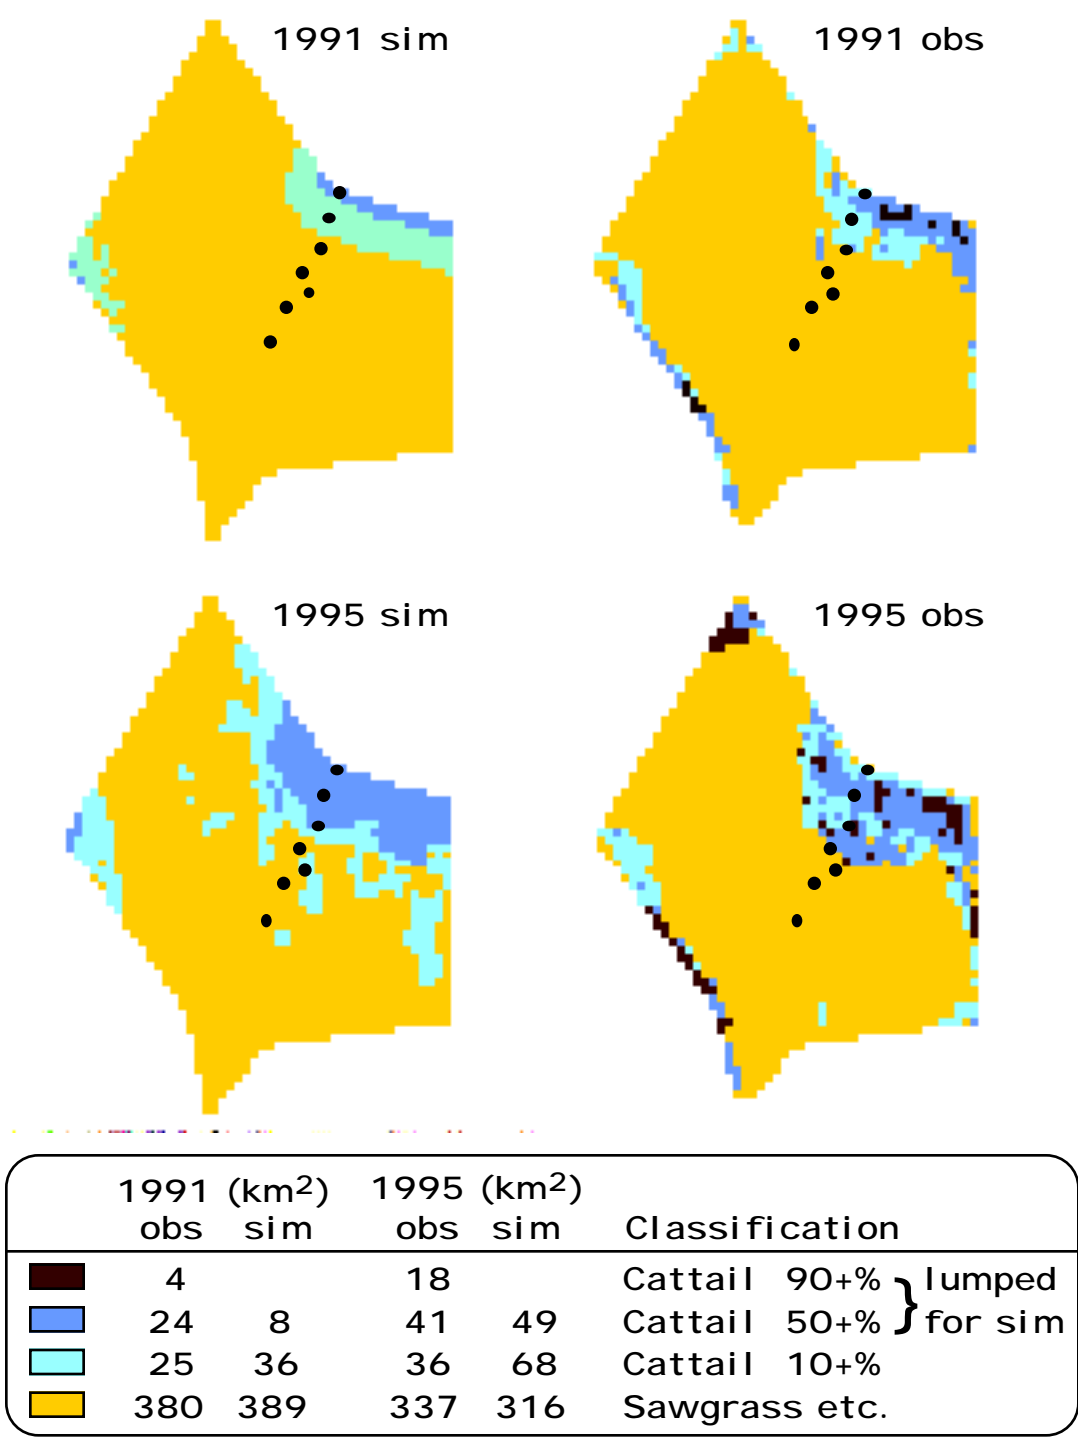 1991 sim
1991 obs
1995 sim
1995 obs
1991 (km²) 1995 (km²)
obs sim obs sim Classification
4 18 Cattail 90+% } lumped
24 8 41 49 Cattail 50+% for sim
25 36 36 68 Cattail 10+%
380 389 337 316 Sawgrass etc.